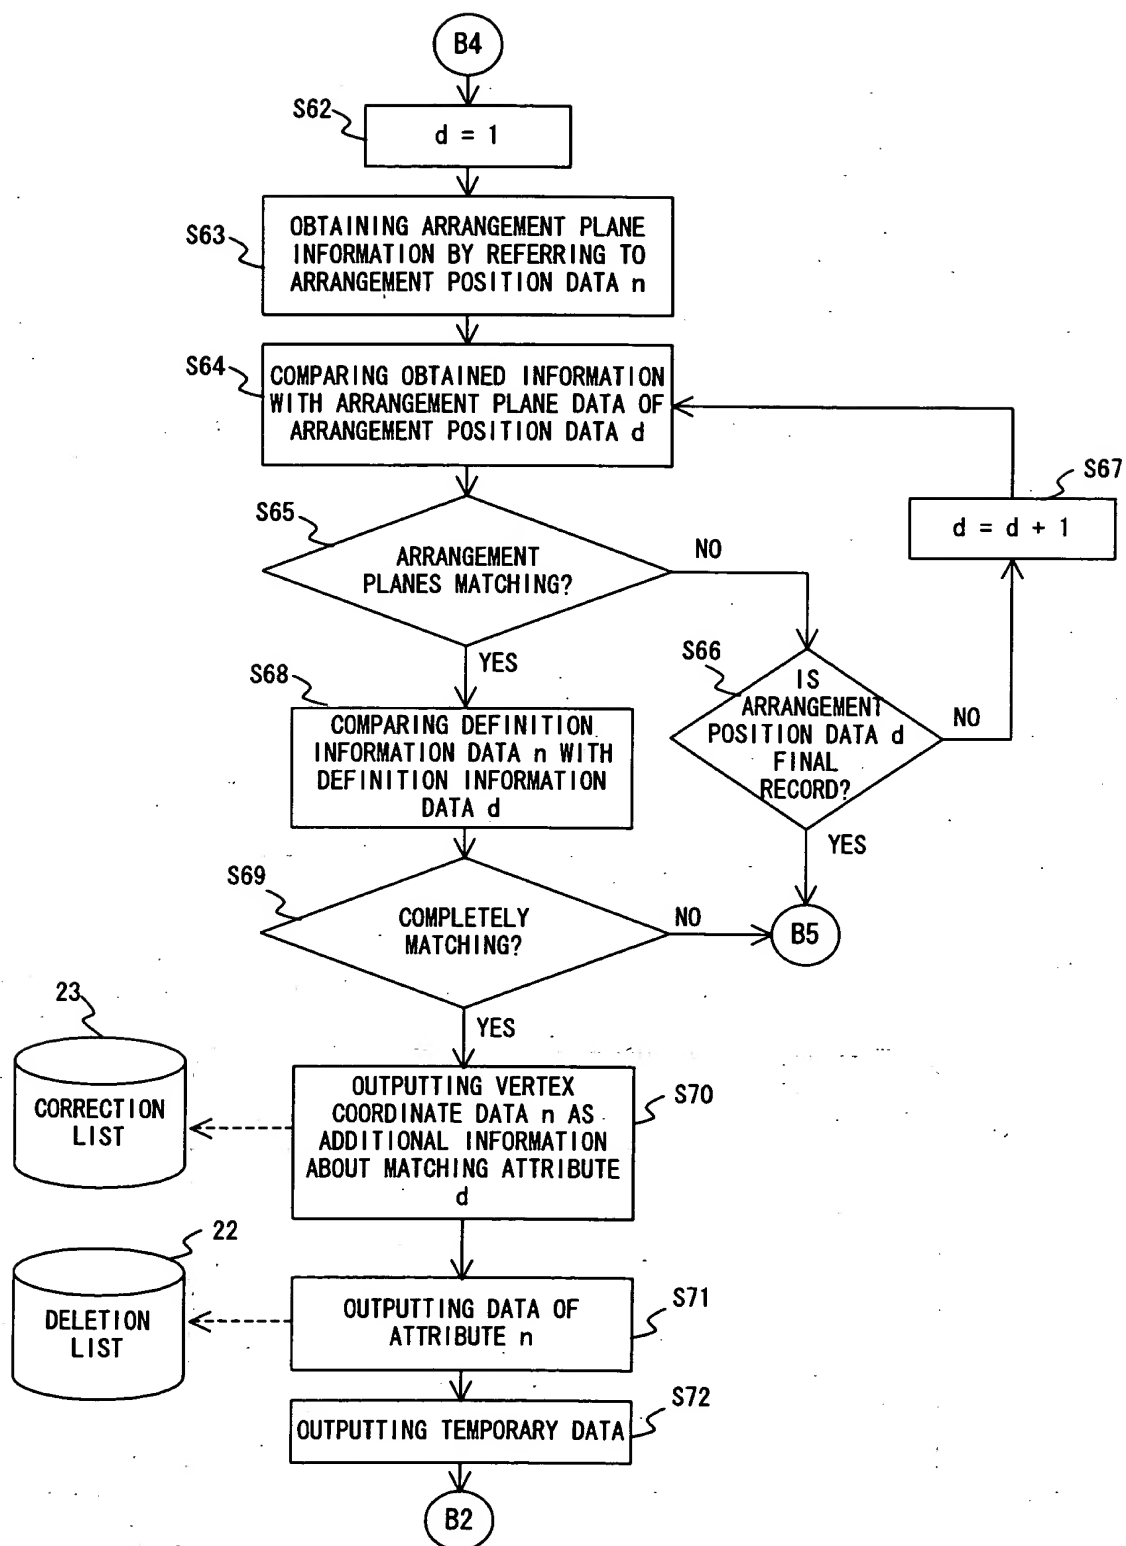 B4
S62
d = 1
S63
OBTAINING ARRANGEMENT PLANE
INFORMATION BY REFERRING TO
ARRANGEMENT POSITION DATA n
S64
COMPARING OBTAINED INFORMATION
WITH ARRANGEMENT PLANE DATA OF
ARRANGEMENT POSITION DATA d
S67
d = d + 1
S65
ARRANGEMENT
PLANES MATCHING?
NO
YES
S66
IS
ARRANGEMENT
POSITION DATA d
FINAL
RECORD?
NO
YES
S68
COMPARING DEFINITION
INFORMATION DATA n WITH
DEFINITION INFORMATION
DATA d
S69
COMPLETELY
MATCHING?
NO
B5
YES
23
CORRECTION
LIST
OUTPUTTING VERTEX
COORDINATE DATA n AS
ADDITIONAL INFORMATION
ABOUT MATCHING ATTRIBUTE
d
S70
22
DELETION
LIST
OUTPUTTING DATA OF
ATTRIBUTE n
S71
OUTPUTTING TEMPORARY DATA
S72
B2